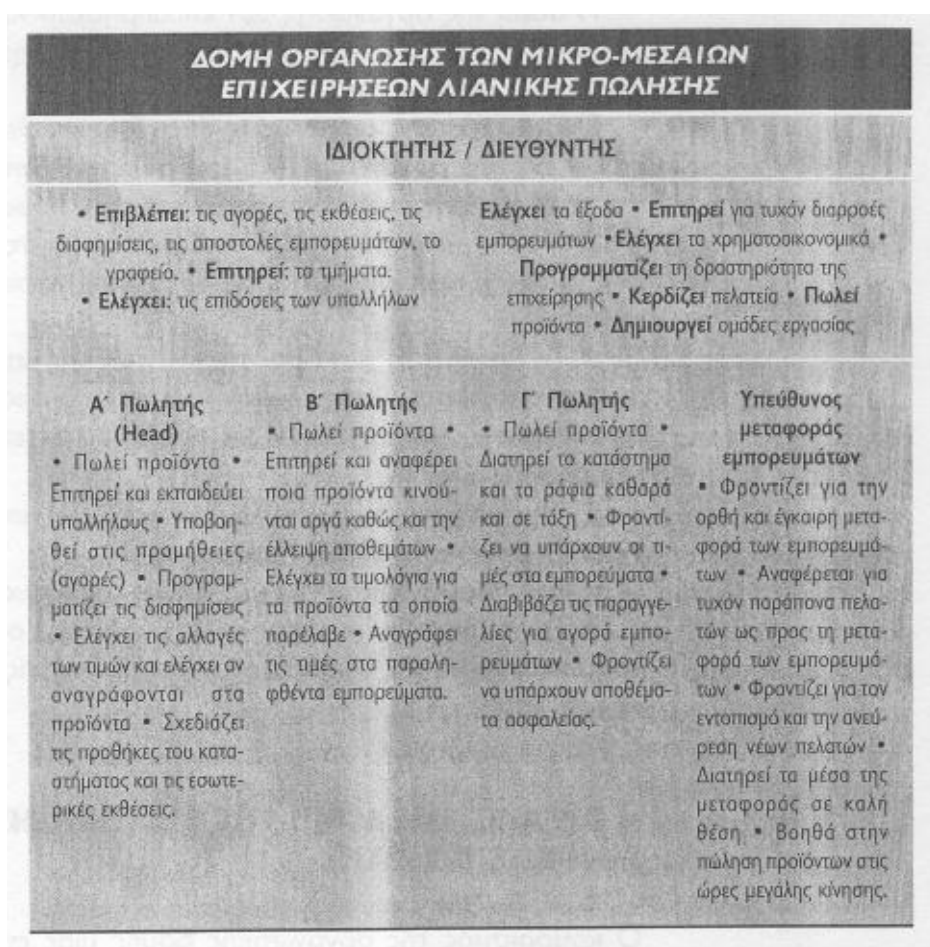 ΔΟΜΗ ΟΡΓΑΝΩΣΗΣ ΤΩΝ ΜΙΚΡΟ-ΜΕΣΑΙΩΝ
ΕΠΙΧΕΙΡΗΣΕΩΝ ΛΙΑΝΙΚΗΣ ΠΩΛΗΣΗΣ
ΙΔΙΟΚΤΗΤΗΣ / ΔΙΕΥΘΥΝΤΗΣ
• Επιβλέπει: τις αγορές, τις εκθέσεις, τις
διαφημίσεις, τις αποστολές εμπορευμάτων, το
γραφείο. • Επιτηρεί: τα τμήματα.
• Ελέγχει: τις επιδόσεις των υπαλλήλων
Ελέγχει τα έξοδα • Επιτηρεί για τυχόν διαρροές
εμπορευμάτων • Ελέγχει τα χρηματοοικονομικά •
Προγραμματίζει τη δραστηριότητα της
επιχείρησης • Κερδίζει πελατεία • Πωλεί
προϊόντα • Δημιουργεί ομάδες εργασίας
Α΄ Πωλητής
(Head)
• Πωλεί προϊόντα •
Επιτηρεί και εκπαιδεύει
υπαλλήλους • Υποβοη-
θεί στις προμήθειες
(αγορές) • Προγραμ-
ματίζει τις διαφημίσεις
• Ελέγχει τις αλλαγές
των τιμών και ελέγχει αν
αναγράφονται στα
προϊόντα • Σχεδιάζει
τις προθήκες του κατα-
στήματος και τις εσωτε-
ρικές εκθέσεις.
Β΄ Πωλητής
• Πωλεί προϊόντα •
Επιτηρεί και αναφέρει
ποια προϊόντα κινού-
νται αργά καθώς και την
έλλειψη αποθεμάτων •
Ελέγχει τα τιμολόγια για
τα προϊόντα τα οποία
παρέλαβε • Αναγράφει
τις τιμές στα παραλη-
φθέντα εμπορεύματα.
Γ΄ Πωλητής
• Πωλεί προϊόντα •
Διατηρεί το κατάστημα
και τα ράφια καθαρά
και σε τάξη • Φροντί-
ζει να υπάρχουν οι τι-
μές στα εμπορεύματα •
Διαβιβάζει τις παραγγε-
λίες για αγορά εμπο-
ρευμάτων • Φροντίζει
να υπάρχουν αποθέμα-
τα ασφαλείας.
Υπεύθυνος
μεταφοράς
εμπορευμάτων
• Φροντίζει για την
ορθή και έγκαιρη μετα-
φορά των εμπορευμά-
των • Αναφέρεται για
τυχόν παράπονα πελα-
τών ως προς τη μετα-
φορά των εμπορευμά-
των • Φροντίζει για τον
εντοπισμό και την ανεύ-
ρεση νέων πελατών •
Διατηρεί τα μέσα της
μεταφοράς σε καλή
θέση • Βοηθά στην
πώληση προϊόντων στις
ώρες μεγάλης κίνησης.